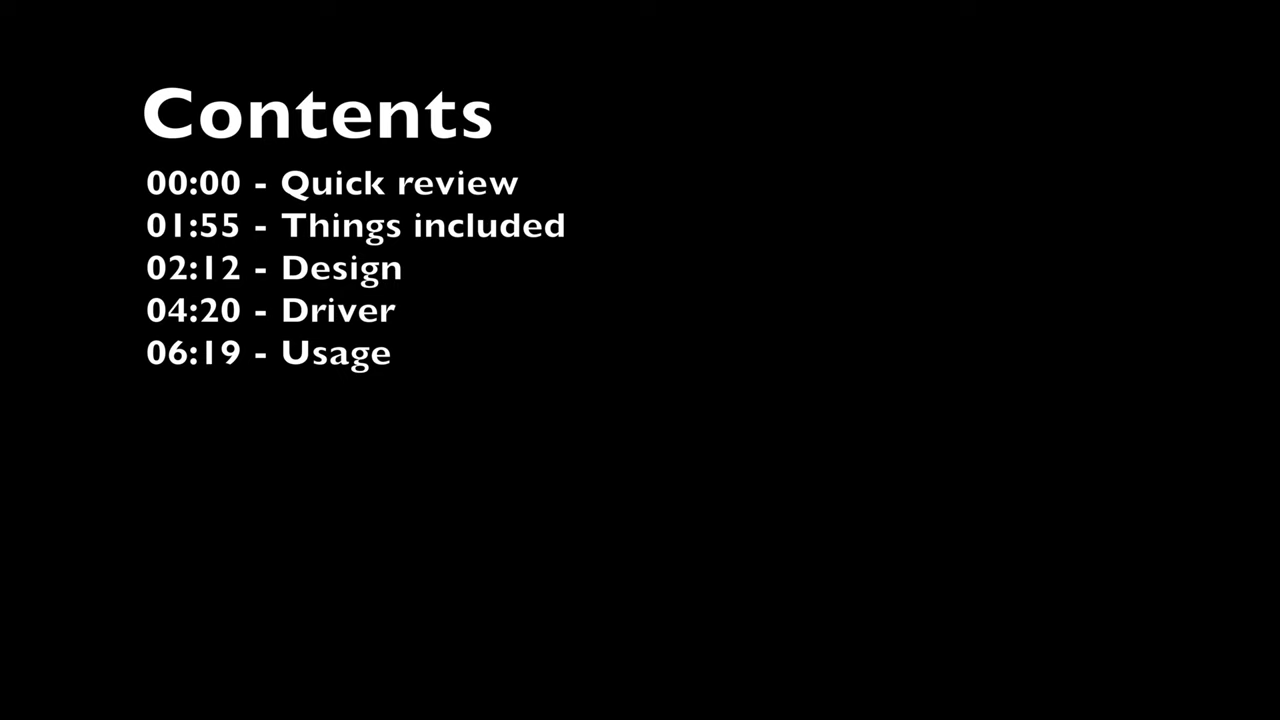 Contents
00:00 - Quick review
01:55 - Things included
02:12 - Design
04:20 - Driver
06:19 - Usage